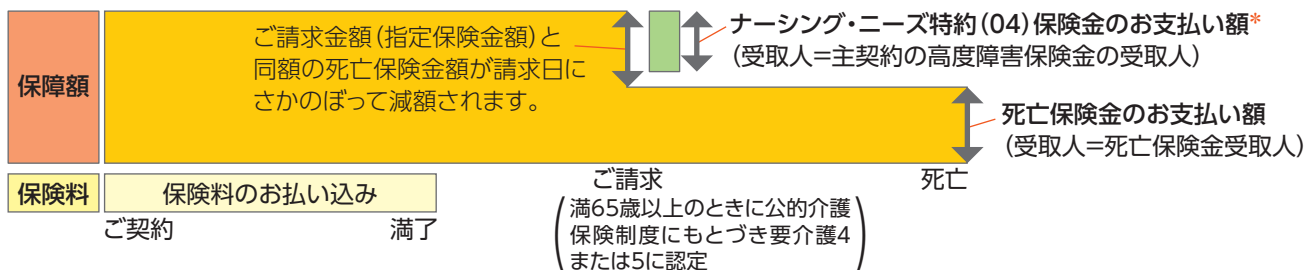 保障額
ご請求金額(指定保険金額)と
同額の死亡保険金額が請求日に
さかのぼって減額されます。
ナーシング・ニーズ特約(04)保険金のお支払い額*
(受取人=主契約の高度障害保険金の受取人)
死亡保険金のお支払い額
(受取人=死亡保険金受取人)
保険料
保険料のお払い込み
ご契約
満了
ご請求
死亡
(満65歳以上のときに公的介護
保険制度にもとづき要介護4
または5に認定)